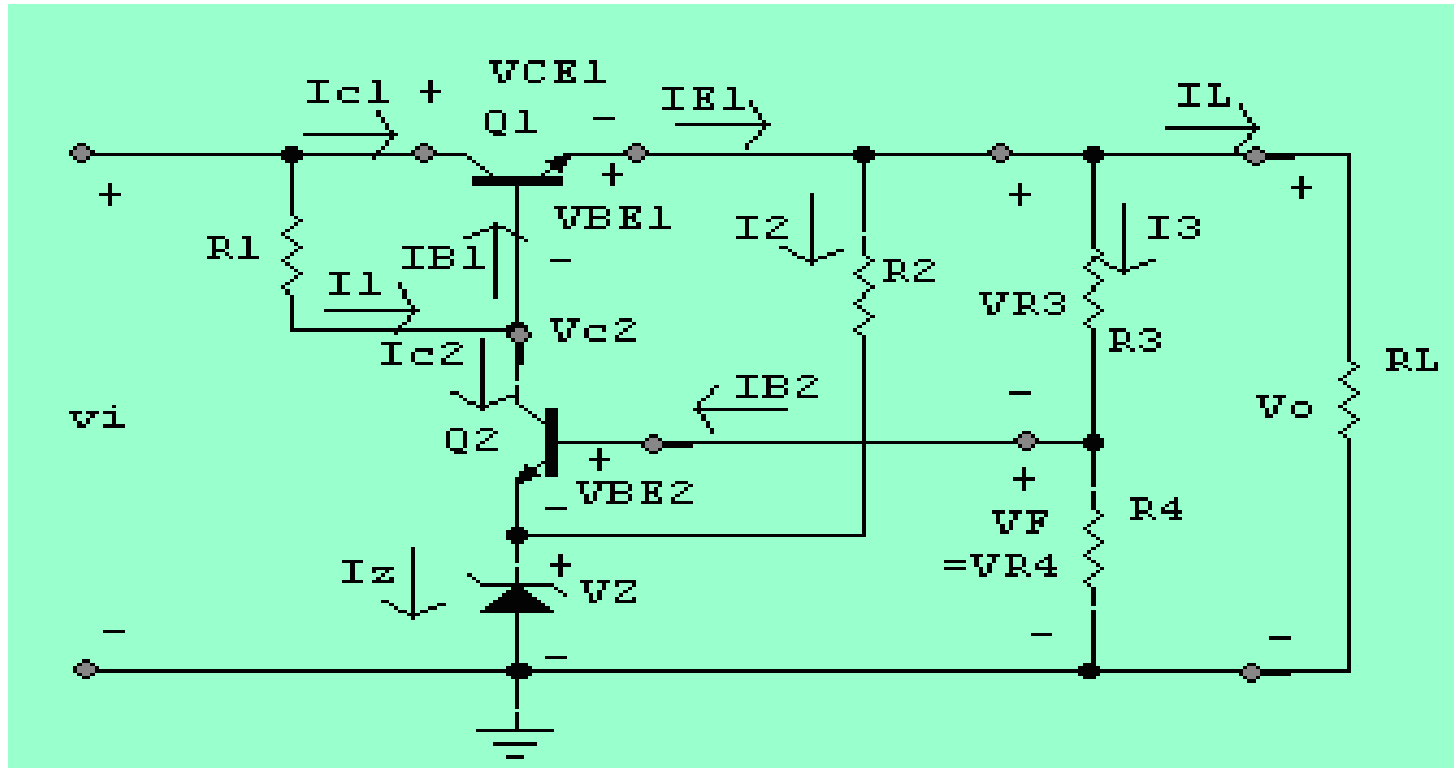 VCE1
Ic1 +
Q1
-
IE1
IL
+
+
VBE1
-
+
+
R1
IB1
I1
I2
R2
I3
VR3
R3
Vc2
Ic2
IB2
-
RL
Vo
vi
Q2
+
VBE2
-
+
VF
=VR4
R4
Iz
+
VZ
-
-
-
-